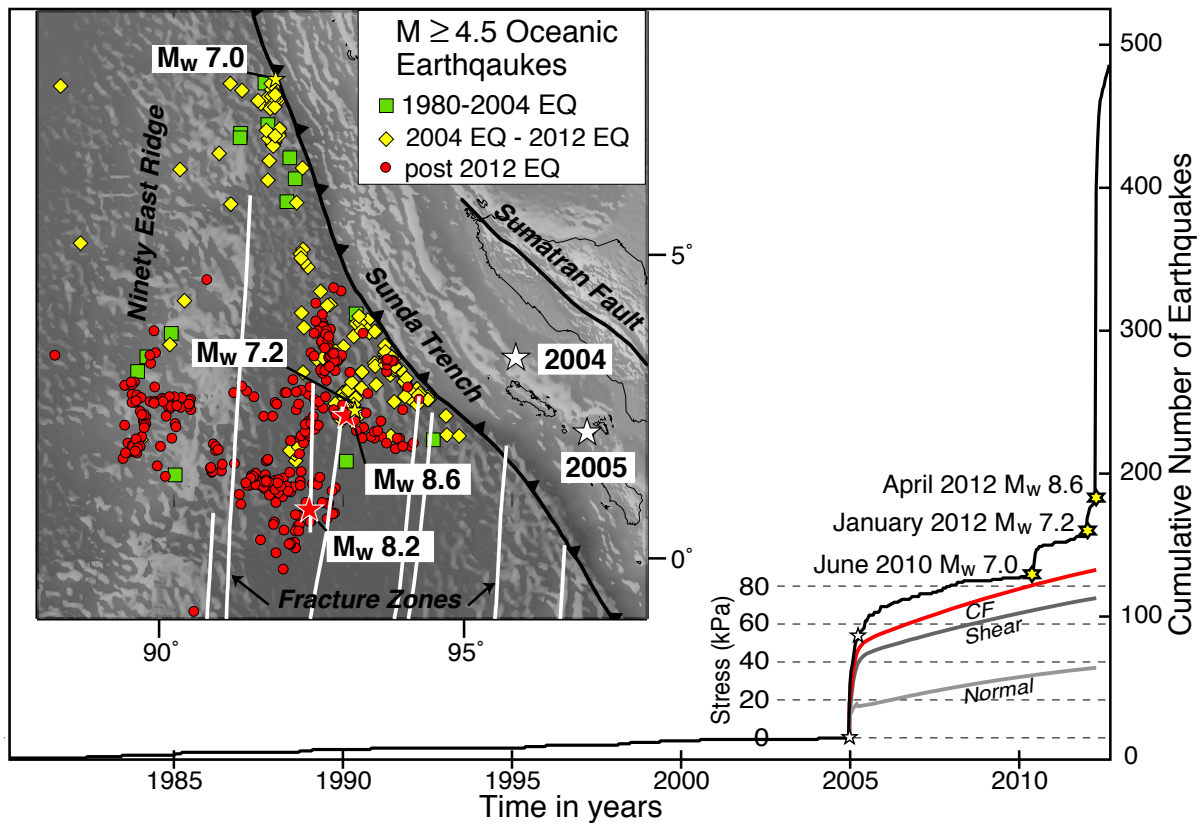 M ≥ 4.5 Oceanic
Earthqaukes
1980-2004 EQ
2004 EQ - 2012 EQ
post 2012 EQ
Mw 7.0
Ninety East Ridge
Sumatran Fault
Sunda Trench
5°
Mw 7.2
2004
2005
Mw 8.6
Mw 8.2
0°
Fracture Zones
90°
95°
500
400
300
200
100
0
Cumulative Number of Earthquakes
April 2012 Mw 8.6
January 2012 Mw 7.2
June 2010 Mw 7.0
80
60
40
20
0
Stress (kPa)
CF
Shear
Normal
1985
1990
1995
2000
2005
2010
Time in years